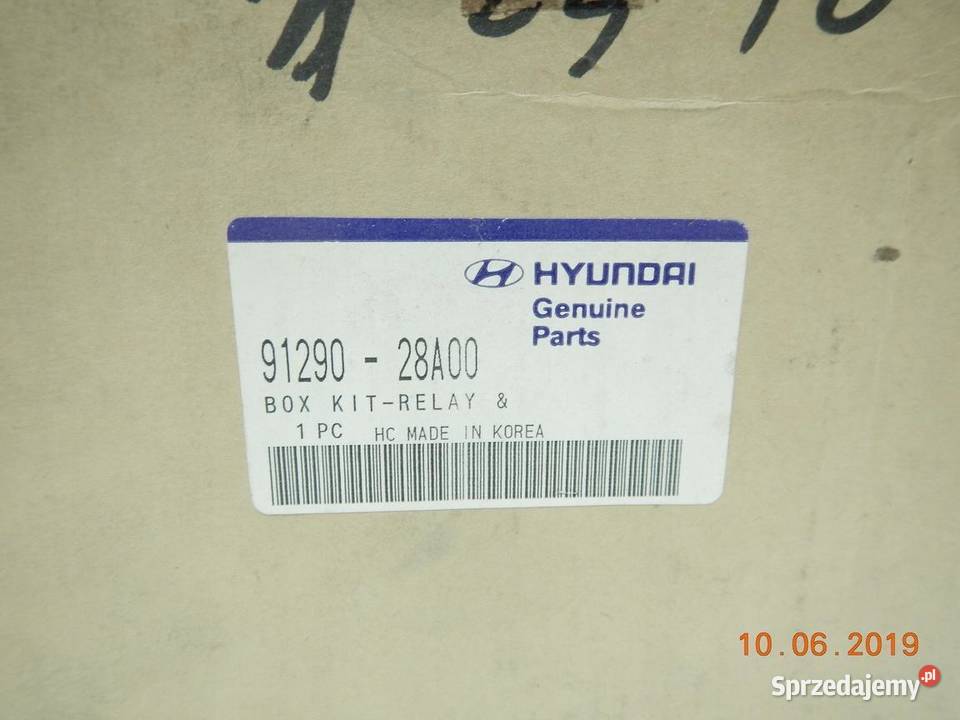 HYUNDAI
Genuine
Parts
91290 - 28A00
BOX KIT-RELAY &
1 PC HC MADE IN KOREA
10.06.2019
Sprzedajemy.pl